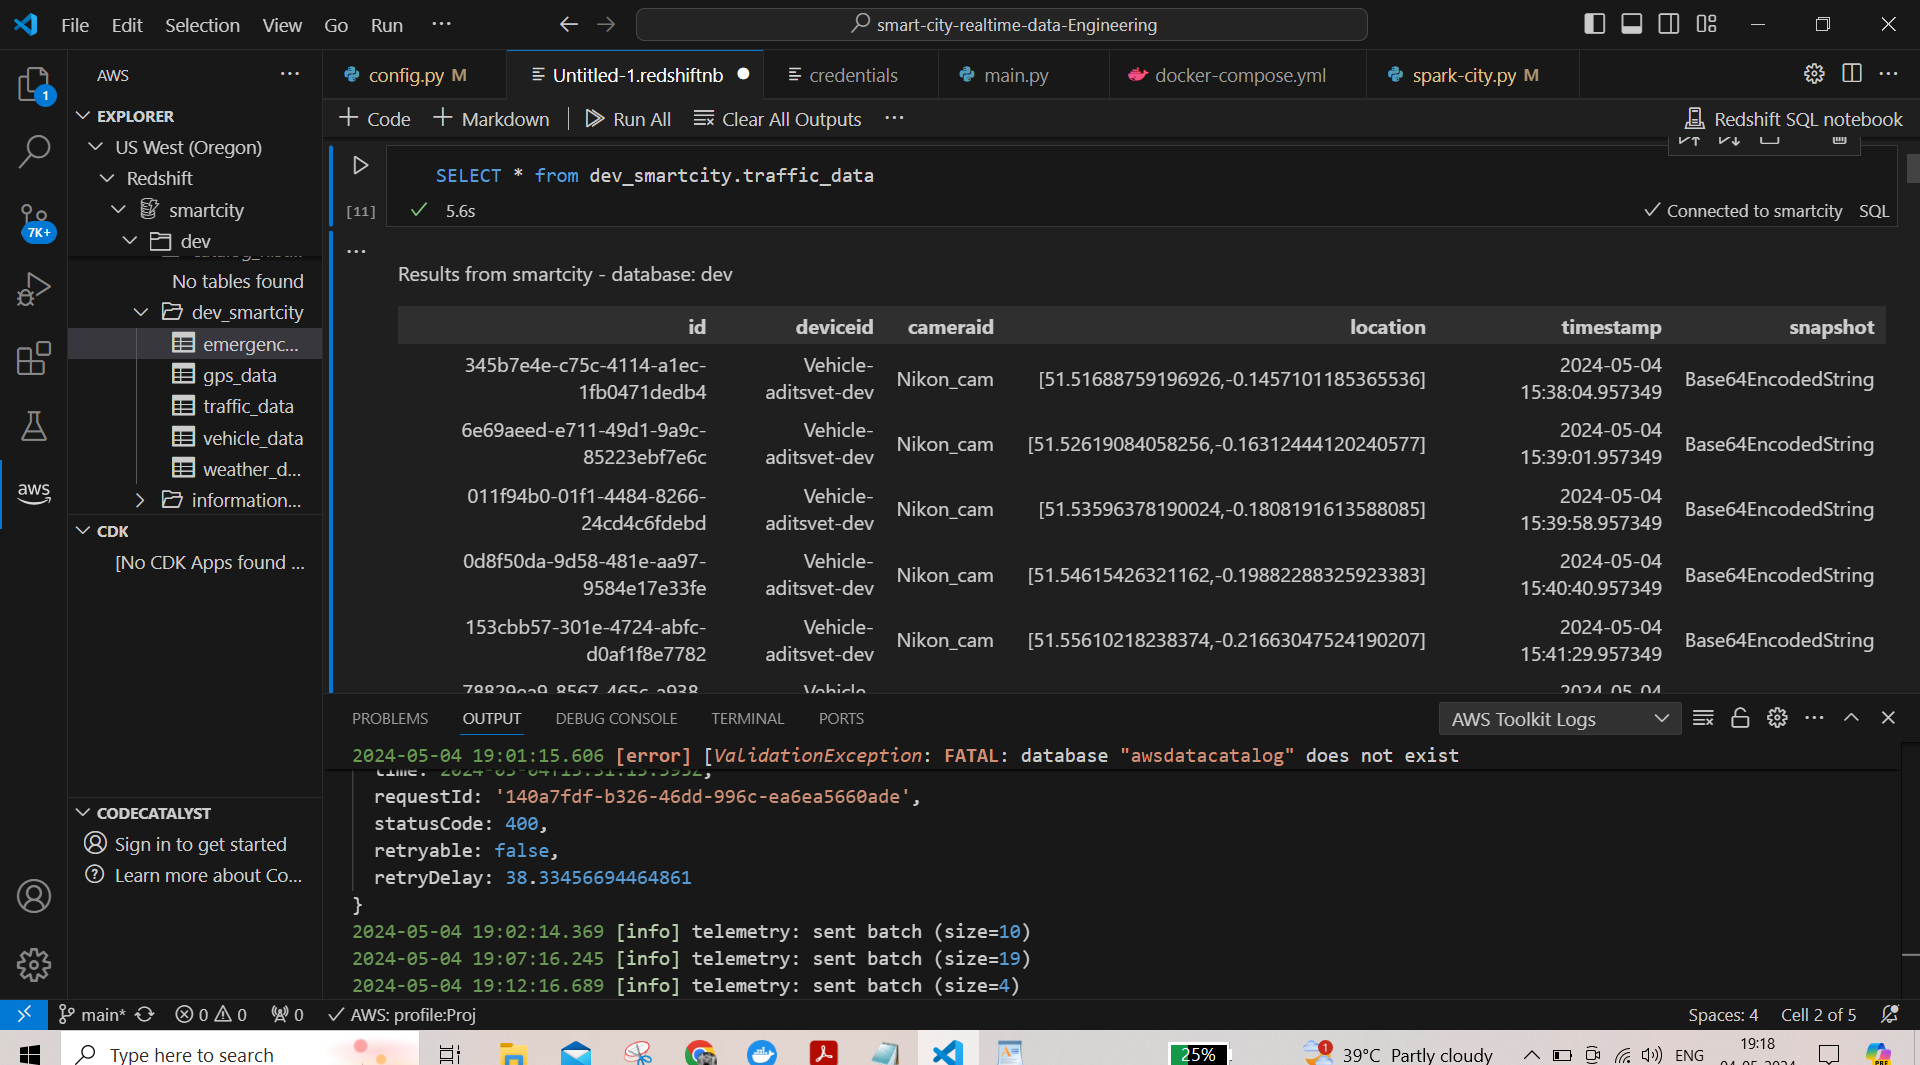 File Edit Selection View Go Run ··· smart-city-realtime-data-Engineering
AWS ···
config.py M Untitled-1.redshiftnb credentials main.py docker-compose.yml spark-city.py M
1
7K+
aws
EXPLORER
US West (Oregon)
Redshift
smartcity
dev
No tables found
dev_smartcity
emergenc...
gps_data
traffic_data
vehicle_data
weather_d...
information...
CDK
[No CDK Apps found ...
CODECATALYST
Sign in to get started
Learn more about Co...
+ Code + Markdown Run All Clear All Outputs ··· Redshift SQL notebook
SELECT * from dev_smartcity.traffic_data
[11] 5.6s Connected to smartcity SQL
Results from smartcity - database: dev
id deviceid cameraid location timestamp snapshot
345b7e4e-c75c-4114-a1ec- Vehicle- 2024-05-04
Nikon_cam [51.51688759196926,-0.1457101185365536] Base64EncodedString
1fb0471dedb4 aditsvet-dev 15:38:04.957349
6e69aeed-e711-49d1-9a9c- Vehicle- 2024-05-04
Nikon_cam [51.52619084058256,-0.16312444120240577] Base64EncodedString
85223ebf7e6c aditsvet-dev 15:39:01.957349
011f94b0-01f1-4484-8266- Vehicle- 2024-05-04
Nikon_cam [51.53596378190024,-0.1808191613588085] Base64EncodedString
24cd4c6fdebd aditsvet-dev 15:39:58.957349
0d8f50da-9d58-481e-aa97- Vehicle- 2024-05-04
Nikon_cam [51.54615426321162,-0.19882288325923383] Base64EncodedString
9584e17e33fe aditsvet-dev 15:40:40.957349
153cbb57-301e-4724-abfc- Vehicle- 2024-05-04
Nikon_cam [51.55610218238374,-0.21663047524190207] Base64EncodedString
d0af1f8e7782 aditsvet-dev 15:41:29.957349
78829ea9-8567-465c-a938- Vehicle- 2024-05-04
PROBLEMS OUTPUT DEBUG CONSOLE TERMINAL PORTS AWS Toolkit Logs
2024-05-04 19:01:15.606 [error] [ValidationException: FATAL: database "awsdatacatalog" does not exist
requestId: '140a7fdf-b326-46dd-996c-ea6ea5660ade',
statusCode: 400,
retryable: false,
retryDelay: 38.33456694464861
}
2024-05-04 19:02:14.369 [info] telemetry: sent batch (size=10)
2024-05-04 19:07:16.245 [info] telemetry: sent batch (size=19)
2024-05-04 19:12:16.689 [info] telemetry: sent batch (size=4)
main* 0 0 0 AWS: profile:Proj Spaces: 4 Cell 2 of 5
Type here to search 25% 1 39°C Partly cloudy ENG 19:18